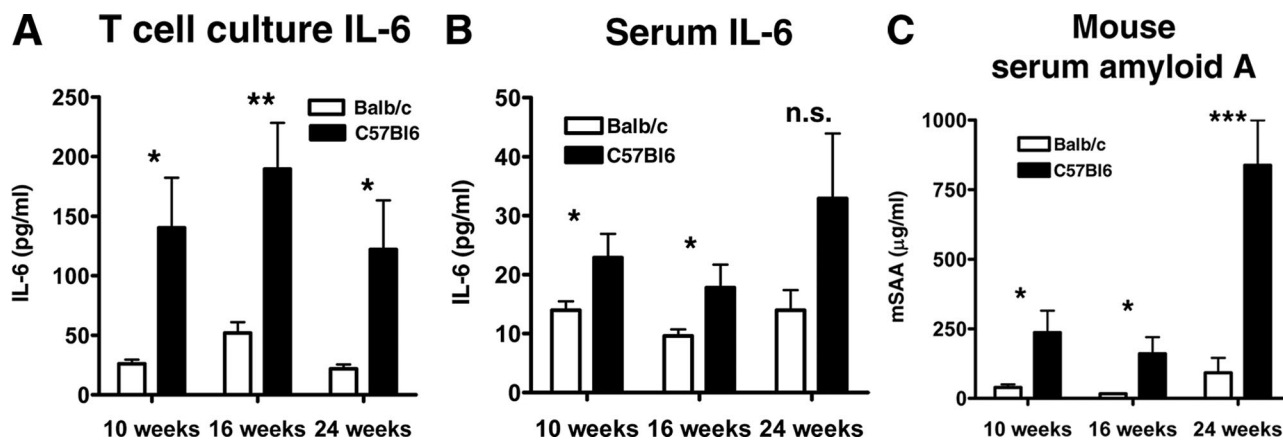 A T cell culture IL-6
IL-6 (pg/ml)
250
200
150
100
50
0
Balb/c
C57Bl6
*
**
*
10 weeks 16 weeks 24 weeks
B Serum IL-6
IL-6 (pg/ml)
50
40
30
20
10
0
Balb/c
C57Bl6
*
*
n.s.
10 weeks 16 weeks 24 weeks
C Mouse
serum amyloid A
mSAA (μg/ml)
1000
750
500
250
0
Balb/c
C57Bl6
*
*
***
10 weeks 16 weeks 24 weeks